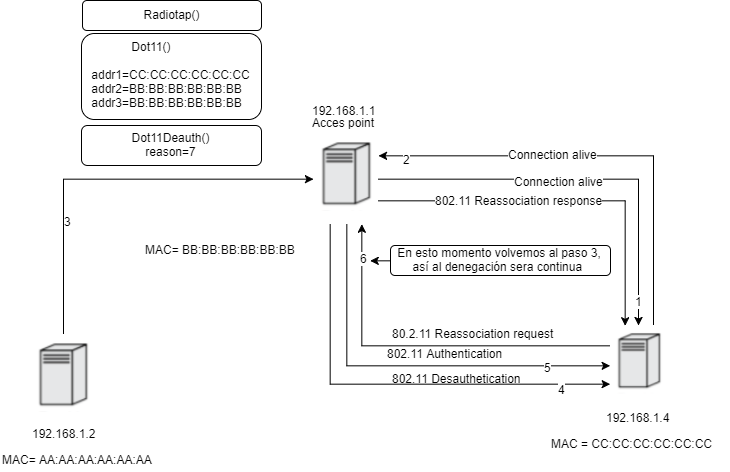 Radiotap()
Dot11()
addr1=CC:CC:CC:CC:CC:CC
addr2=BB:BB:BB:BB:BB:BB
addr3=BB:BB:BB:BB:BB:BB
Dot11Deauth()
reason=7
192.168.1.1
Acces point
2
Connection alive
Connection alive
802.11 Reassociation response
3
MAC= BB:BB:BB:BB:BB:BB
6
En esto momento volvemos al paso 3,
así al denegación sera continua
1
80.2.11 Reassociation request
802.11 Authentication
5
802.11 Desauthetication
4
192.168.1.2
MAC= AA:AA:AA:AA:AA:AA
192.168.1.4
MAC = CC:CC:CC:CC:CC:CC